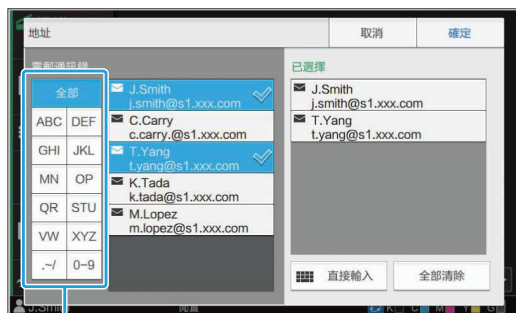 地址
取消
確定
電郵通訊錄
已選擇
全部
ABC DEF
GHI JKL
MN OP
QR STU
VW XYZ
.~/ 0-9
J.Smith
j.smith@s1.xxx.com
C.Carry
c.carry.@s1.xxx.com
T.Yang
t.yang@s1.xxx.com
K.Tada
k.tada@s1.xxx.com
M.Lopez
m.lopez@s1.xxx.com
J.Smith
j.smith@s1.xxx.com
T.Yang
t.yang@s1.xxx.com
直接輸入
全部清除
J.Smith
閒置
K C M Y G